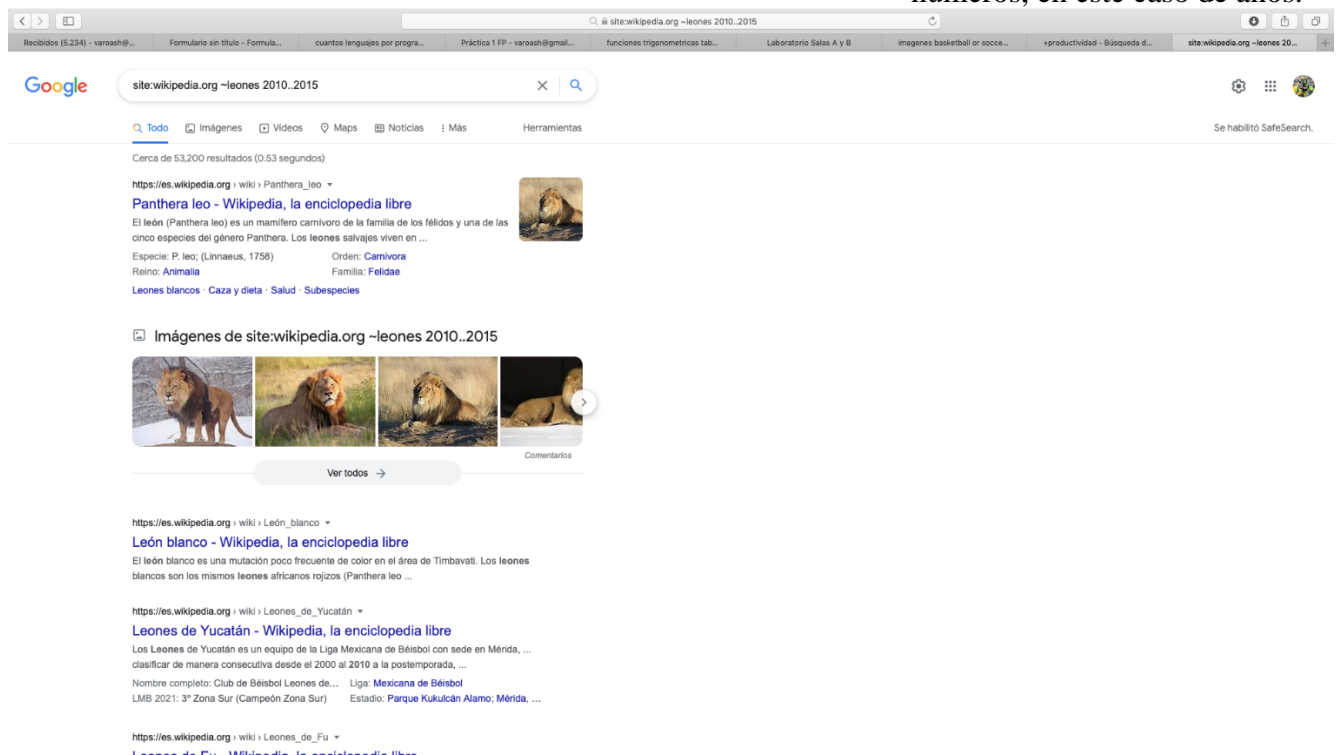 números, en este caso de años.
site:wikipedia.org ~leones 2010..2015
Recibidos (5.234) - varoash@...
Formulario sin título - Formula...
cuantos lenguajes por progra...
Práctica 1 FP - varoash@gmail...
funciones trigonometricas tab...
Laboratorio Salas A y B
imagenes basketball or socce...
+productividad - Búsqueda d...
site:wikipedia.org ~leones 20...
Google
site:wikipedia.org ~leones 2010..2015
Todo Imágenes Vídeos Maps Noticias Más Herramientas
Se habilitó SafeSearch.
Cerca de 53,200 resultados (0.53 segundos)
https://es.wikipedia.org › wiki › Panthera_leo
Panthera leo - Wikipedia, la enciclopedia libre
El león (Panthera leo) es un mamífero carnívoro de la familia de los félidos y una de las
cinco especies del género Panthera. Los leones salvajes viven en ...
Especie: P. leo; (Linnaeus, 1758) Orden: Carnivora
Reino: Animalia Familia: Felidae
Leones blancos · Caza y dieta · Salud · Subespecies
Imágenes de site:wikipedia.org ~leones 2010..2015
Comentarios
Ver todos →
https://es.wikipedia.org › wiki › León_blanco
León blanco - Wikipedia, la enciclopedia libre
El león blanco es una mutación poco frecuente de color en el área de Timbavati. Los leones
blancos son los mismos leones africanos rojizos (Panthera leo ...
https://es.wikipedia.org › wiki › Leones_de_Yucatán
Leones de Yucatán - Wikipedia, la enciclopedia libre
Los Leones de Yucatán es un equipo de la Liga Mexicana de Béisbol con sede en Mérida, ...
clasificar de manera consecutiva desde el 2000 al 2010 a la postemporada, ...
Nombre completo: Club de Béisbol Leones de... Liga: Mexicana de Béisbol
LMB 2021: 3º Zona Sur (Campeón Zona Sur) Estadio: Parque Kukulcán Alamo; Mérida, ...
https://es.wikipedia.org › wiki › Leones_de_Fu
Leones de Fu - Wikipedia, la enciclopedia libre